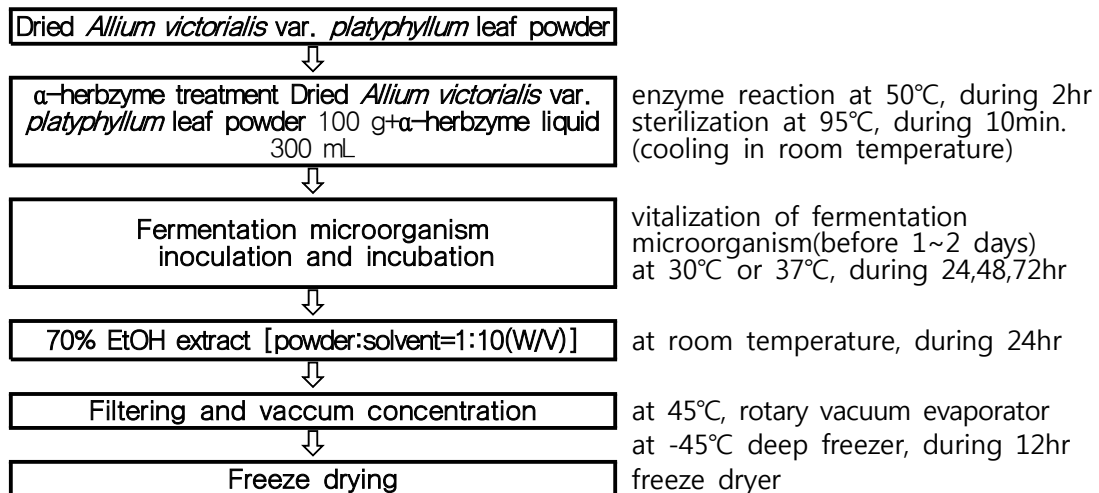 Dried Allium victorialis var. platyphyllum leaf powder
α-herbzyme treatment Dried Allium victorialis var.
platyphyllum leaf powder 100 g+α-herbzyme liquid
300 mL
enzyme reaction at 50℃, during 2hr
sterilization at 95℃, during 10min.
(cooling in room temperature)
Fermentation microorganism
inoculation and incubation
vitalization of fermentation
microorganism(before 1~2 days)
at 30℃ or 37℃, during 24,48,72hr
70% EtOH extract [powder:solvent=1:10(W/V)]
at room temperature, during 24hr
Filtering and vaccum concentration
at 45℃, rotary vacuum evaporator
at -45℃ deep freezer, during 12hr
Freeze drying
freeze dryer